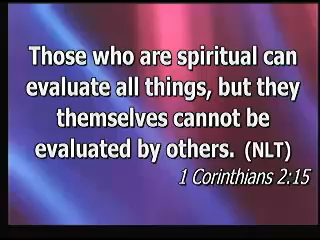 Those who are spiritual can
evaluate all things, but they
themselves cannot be
evaluated by others. (NLT)
1 Corinthians 2:15